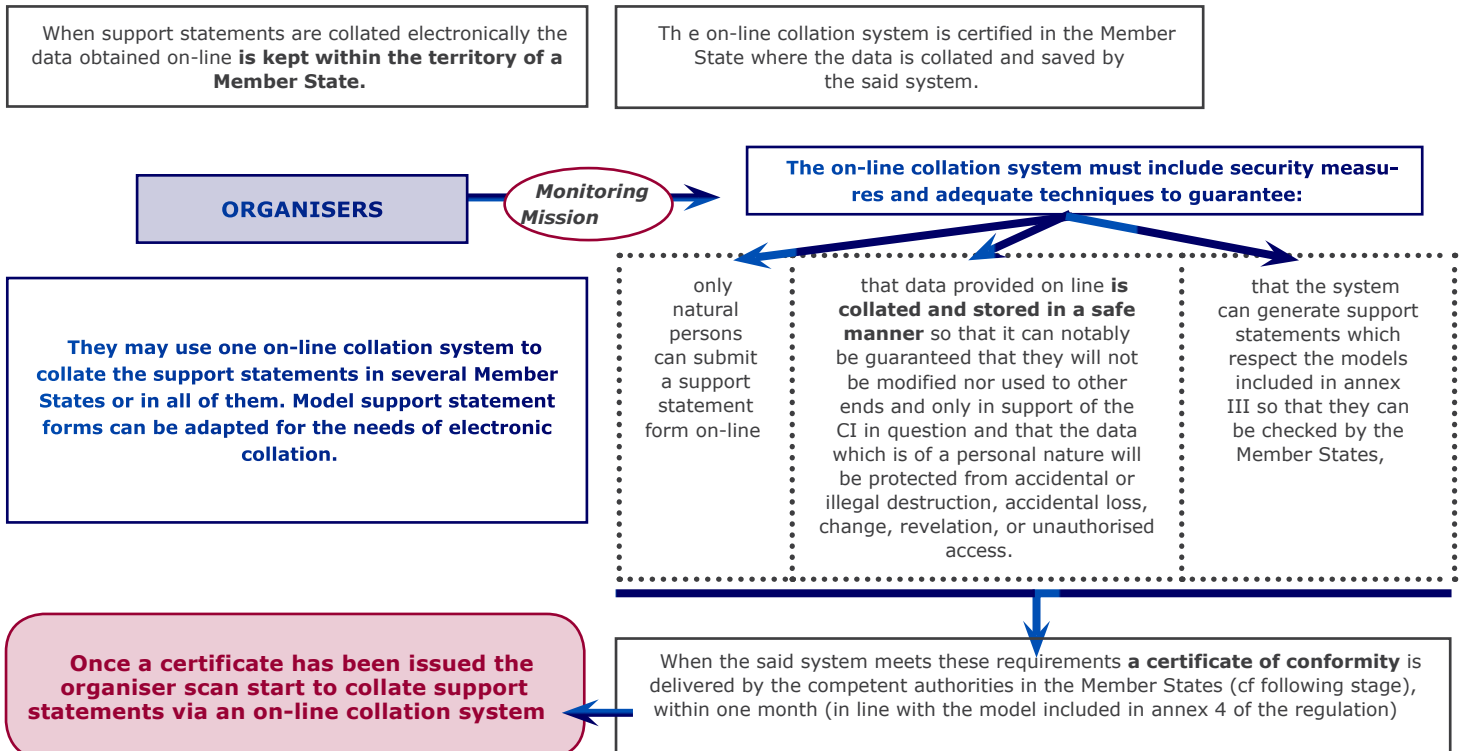 When support statements are collated electronically the
data obtained on-line is kept within the territory of a
Member State.
Th e on-line collation system is certified in the Member
State where the data is collated and saved by
the said system.
ORGANISERS
Monitoring
Mission
The on-line collation system must include security measu-
res and adequate techniques to guarantee:
They may use one on-line collation system to
collate the support statements in several Member
States or in all of them. Model support statement
forms can be adapted for the needs of electronic
collation.
only
natural
persons
can submit
a support
statement
form on-line
that data provided on line is
collated and stored in a safe
manner so that it can notably
be guaranteed that they will not
be modified nor used to other
ends and only in support of the
CI in question and that the data
which is of a personal nature will
be protected from accidental or
illegal destruction, accidental loss,
change, revelation, or unauthorised
access.
that the system
can generate support
statements which
respect the models
included in annex
III so that they can
be checked by the
Member States,
Once a certificate has been issued the
organiser scan start to collate support
statements via an on-line collation system
When the said system meets these requirements a certificate of conformity is
delivered by the competent authorities in the Member States (cf following stage),
within one month (in line with the model included in annex 4 of the regulation)